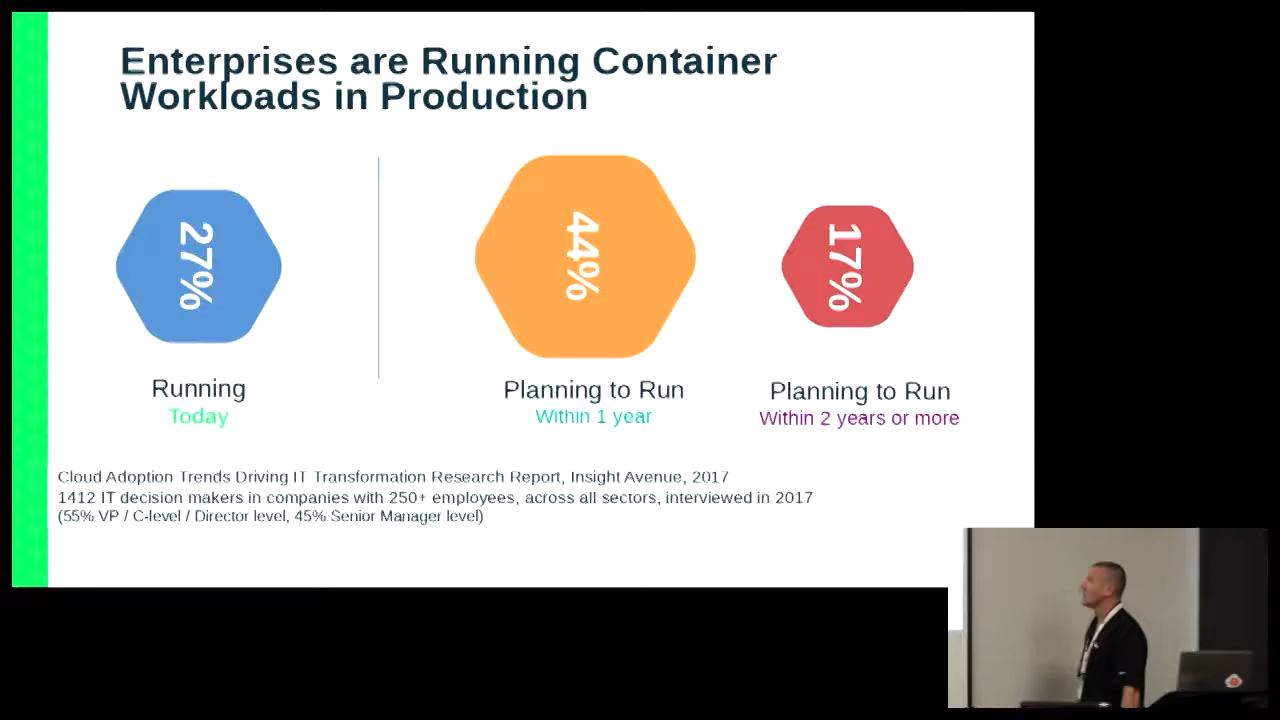 Enterprises are Running Container
Workloads in Production
27%
44%
17%
Running
Today
Planning to Run
Within 1 year
Planning to Run
Within 2 years or more
Cloud Adoption Trends Driving IT Transformation Research Report, Insight Avenue, 2017
1412 IT decision makers in companies with 250+ employees, across all sectors, interviewed in 2017
(55% VP / C-level / Director level, 45% Senior Manager level)